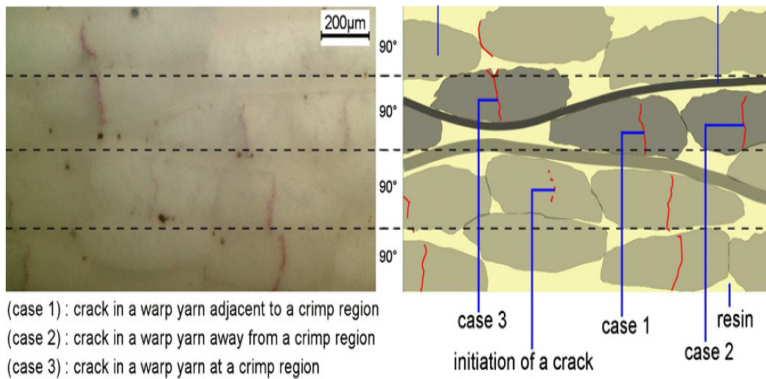 200µm
90°
90°
90°
90°
case 3
case 1
resin
initiation of a crack
case 2
(case 1) : crack in a warp yarn adjacent to a crimp region
(case 2) : crack in a warp yarn away from a crimp region
(case 3) : crack in a warp yarn at a crimp region